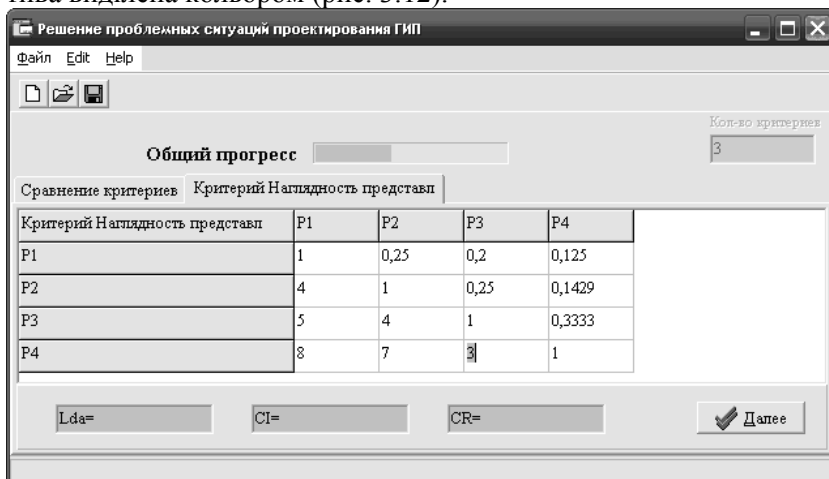 тива виділена кольором (рис. 3.12).
Решение проблемных ситуаций проектирования ГИП
Файл Edit Help
Кол-во критериев
Общий прогресс 3
Сравнение критериев Критерий Наглядность представл
Критерий Наглядность представл P1 P2 P3 P4
P1 1 0,25 0,2 0,125
P2 4 1 0,25 0,1429
P3 5 4 1 0,3333
P4 8 7 3 1
Lda= CI= CR= Далее